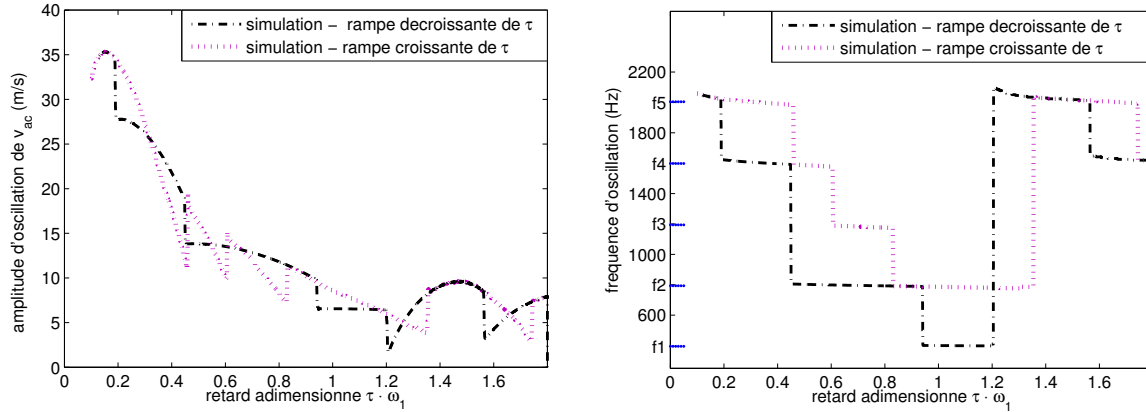 simulation − rampe decroissante de τ
simulation − rampe croissante de τ
amplitude d'oscillation de v_ac (m/s)
40
35
30
25
20
15
10
5
0
0 0.2 0.4 0.6 0.8 1 1.2 1.4 1.6
retard adimensionne τ · ω_1
simulation − rampe decroissante de τ
simulation − rampe croissante de τ
frequence d'oscillation (Hz)
2200
f5
1800
f4
1400
f3
1000
f2
600
f1
0 0.2 0.4 0.6 0.8 1 1.2 1.4 1.6
retard adimensionne τ · ω_1